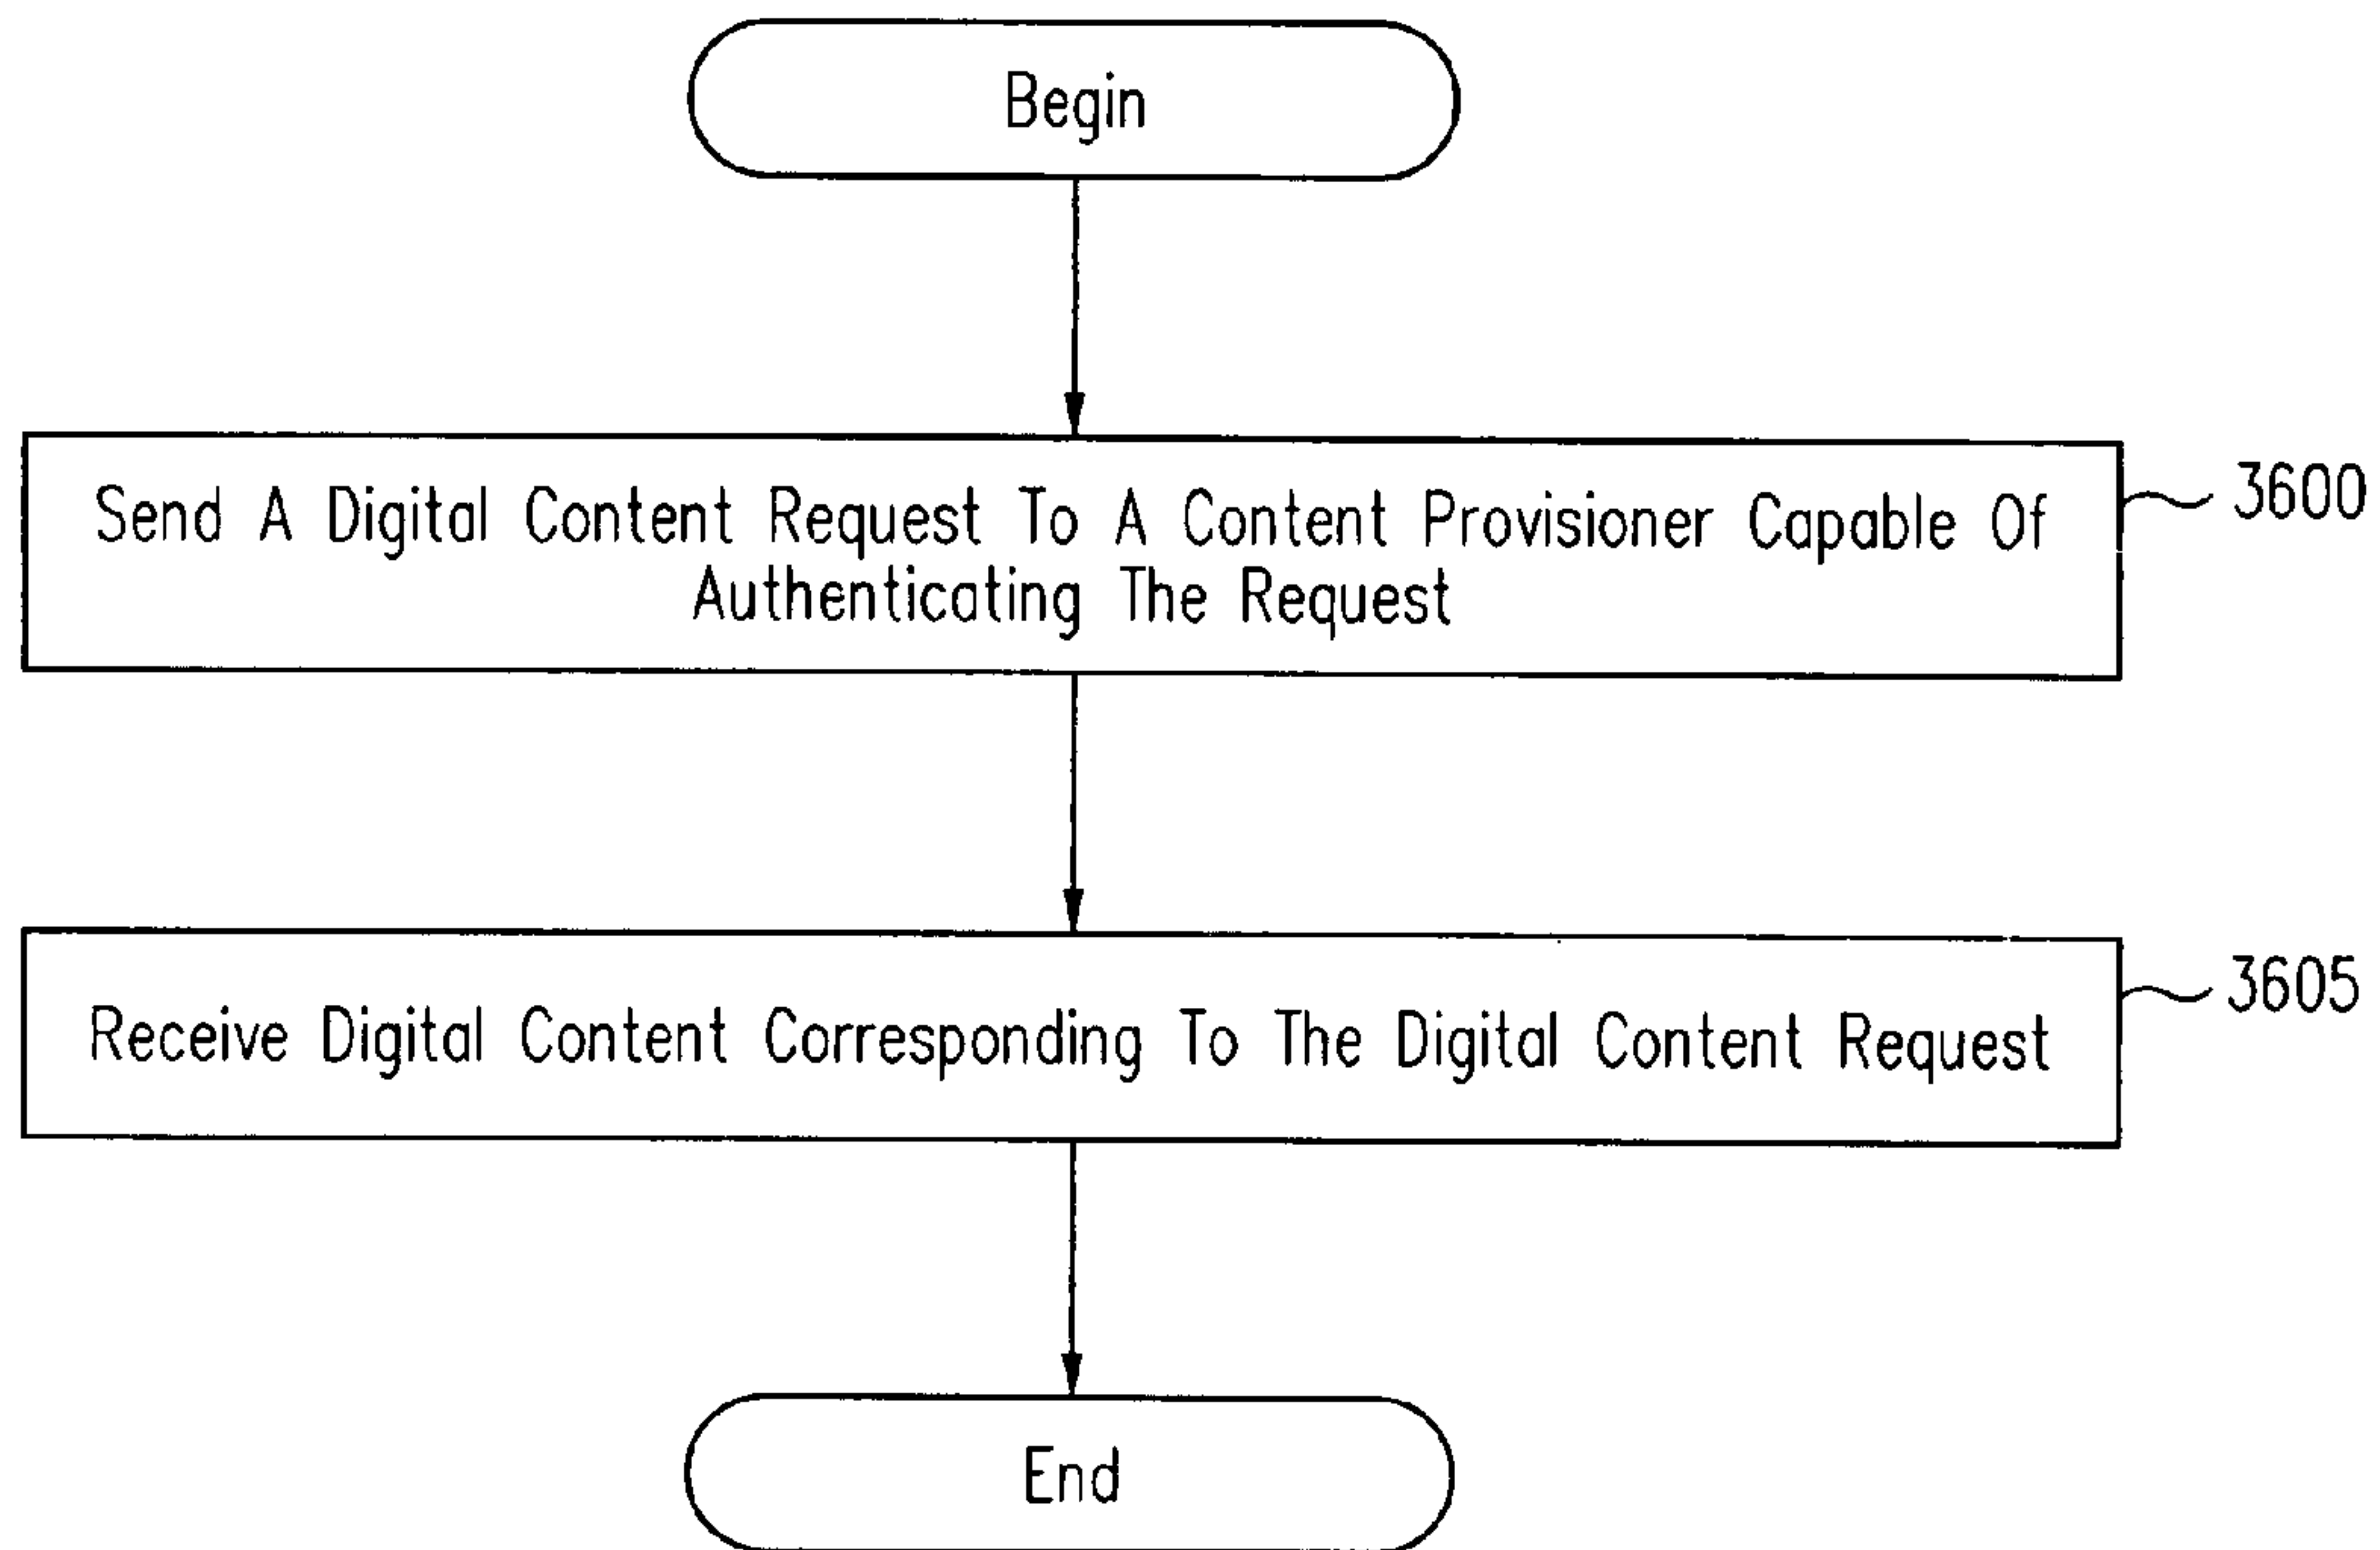 Begin
Send A Digital Content Request To A Content Provisioner Capable Of
Authenticating The Request
3600
Receive Digital Content Corresponding To The Digital Content Request
3605
End